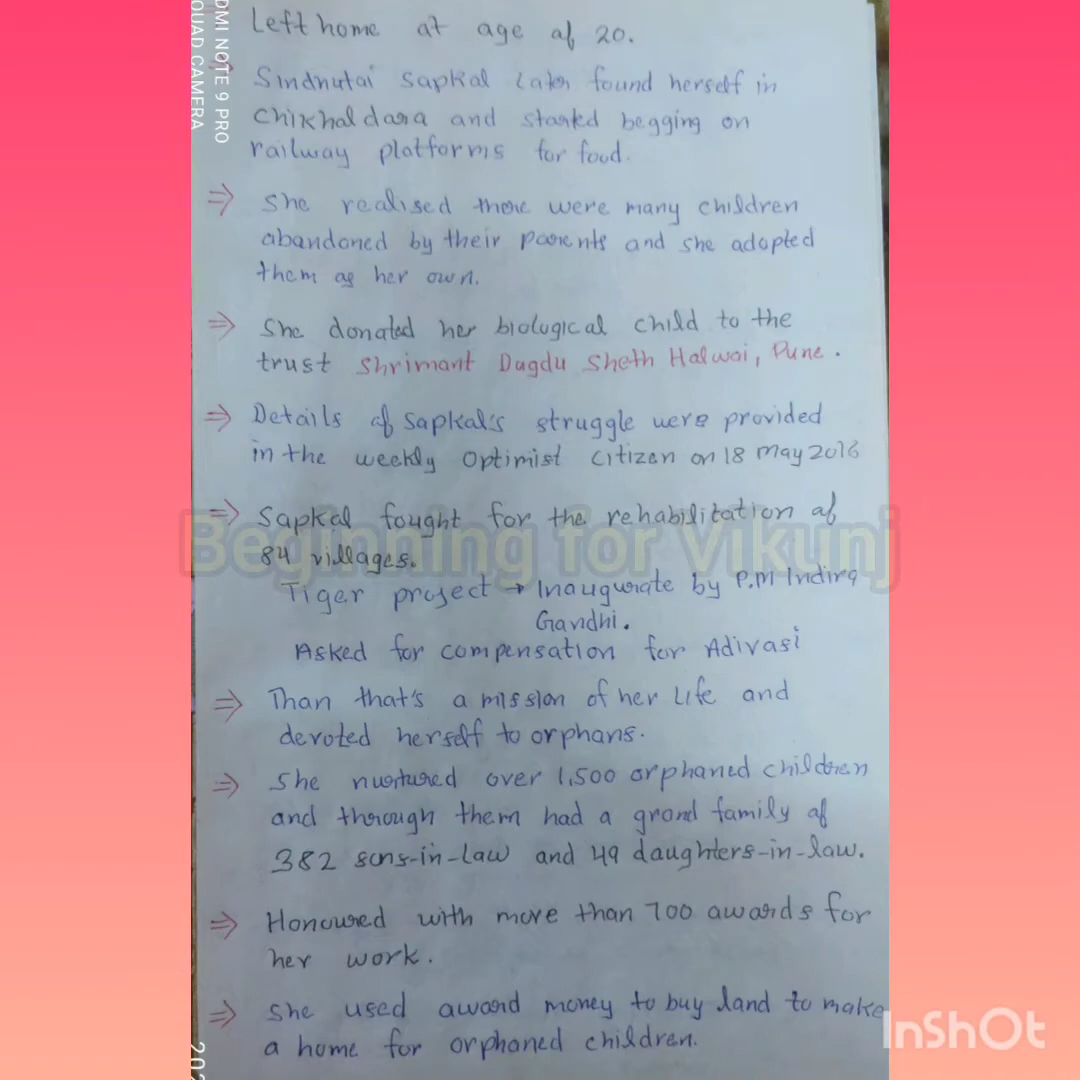 Left home at age of 20.
⇒ Sindhutai Sapkal Later found herself in
Chikhaldara and started begging on
railway platforms for food.
⇒ She realised there were many children
abandoned by their parents and she adopted
them as her own.
⇒ She donated her biological child to the
trust Shrimant Dagdu Sheth Halwai, Pune.
⇒ Details of Sapkal's struggle were provided
in the weekly Optimist Citizen on 18 May 2016
⇒ Sapkal fought for the rehabilitation of
84 villages.
Tiger project → Inaugurate by P.M Indira
Gandhi.
Asked for compensation for Adivasi
⇒ Than that's a mission of her life and
devoted herself to orphans.
⇒ She nurtured over 1,500 orphaned children
and through them had a grand family of
382 sons-in-law and 49 daughters-in-law.
⇒ Honoured with more than 700 awards for
her work.
⇒ She used award money to buy land to make
a home for orphaned children.
Beginning for Vikunj
InShOt
DMI NOTE 9 PRO
QUAD CAMERA
202